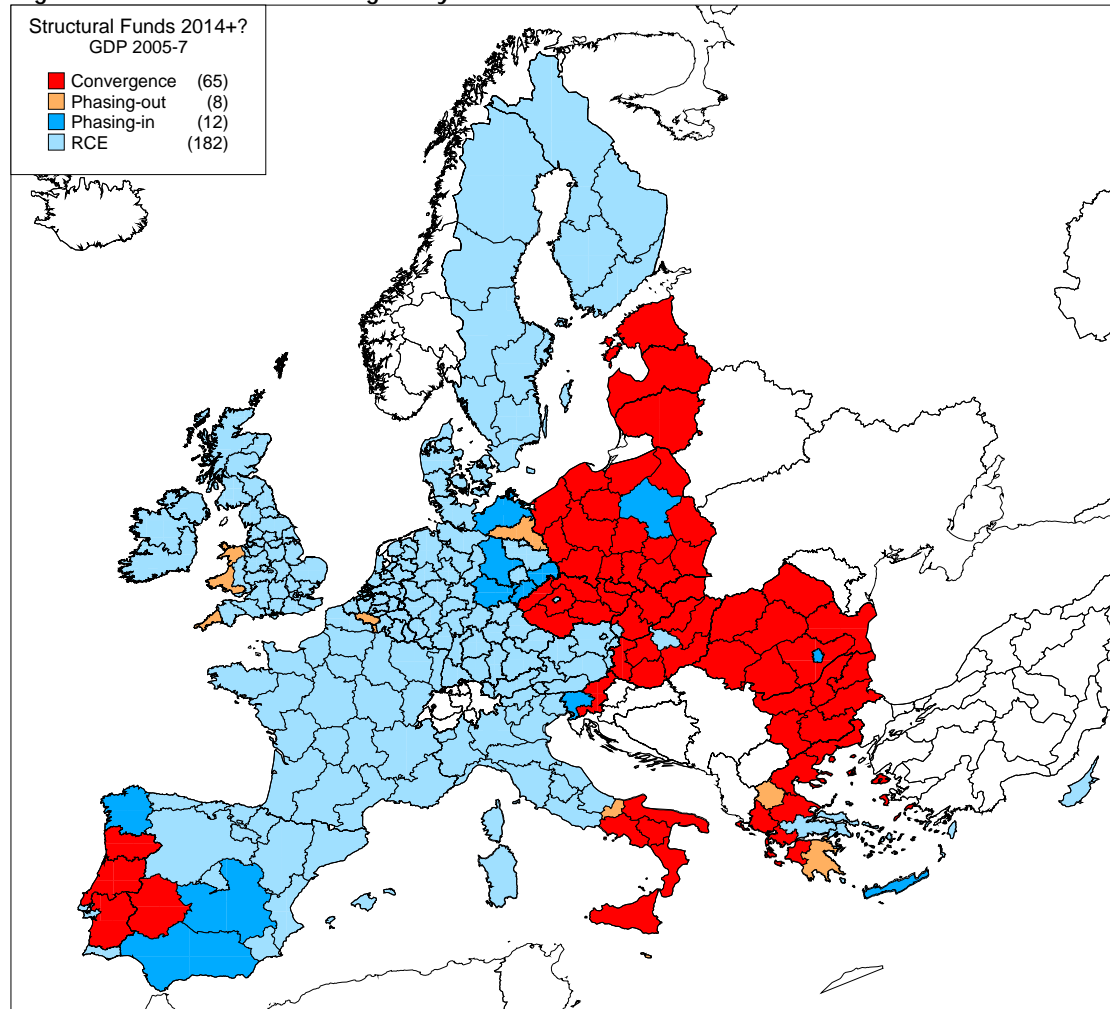 Structural Funds 2014+?
GDP 2005-7
Convergence (65)
Phasing-out (8)
Phasing-in (12)
RCE (182)